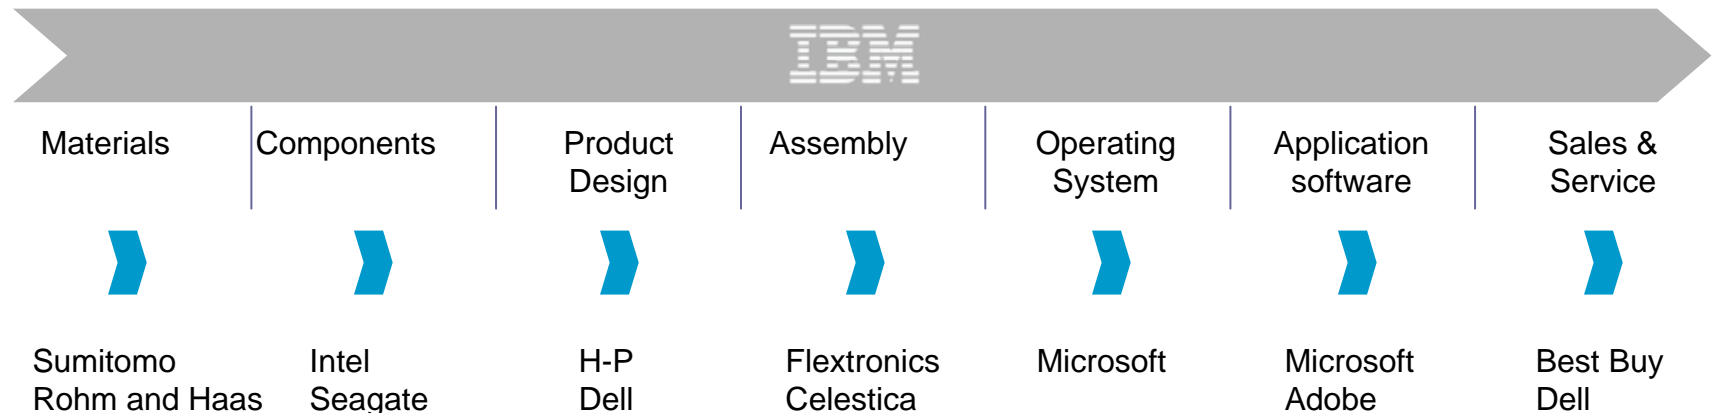 IBM
Materials
Components
Product
Design
Assembly
Operating
System
Application
software
Sales &
Service
Sumitomo
Rohm and Haas
Intel
Seagate
H-P
Dell
Flextronics
Celestica
Microsoft
Microsoft
Adobe
Best Buy
Dell